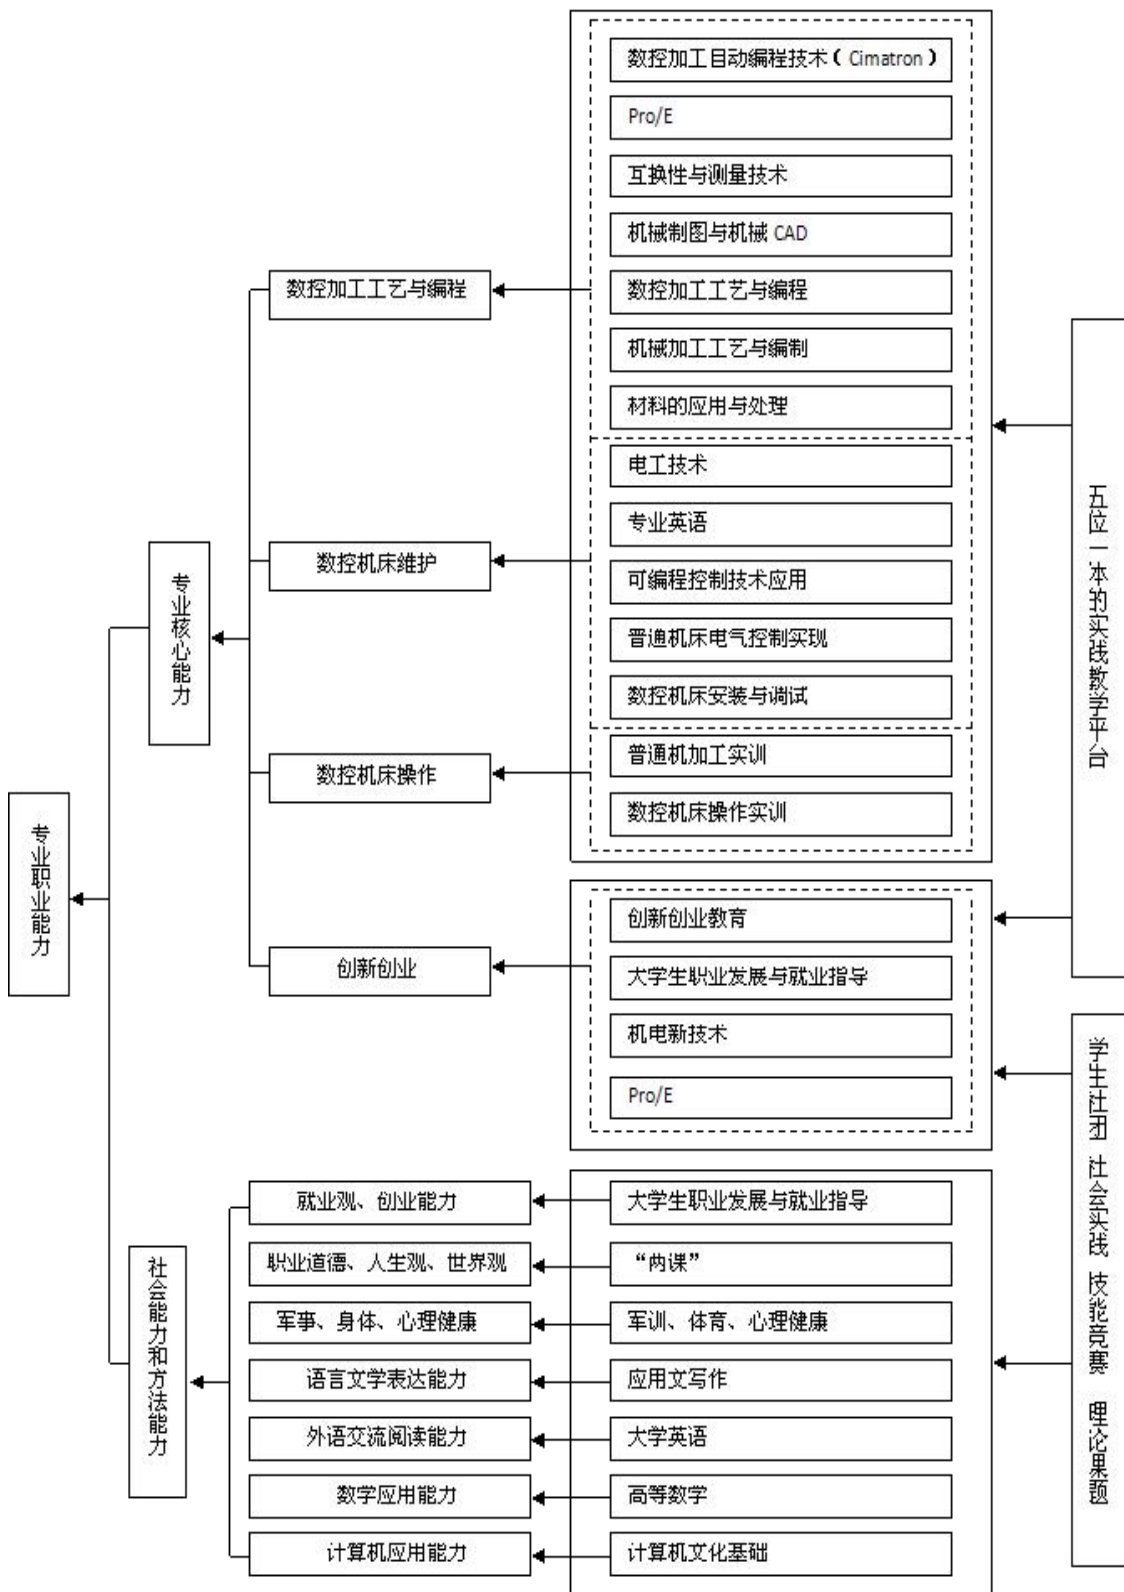 数控加工自动编程技术（Cimatron）
Pro/E
互换性与测量技术
机械制图与机械 CAD
数控加工工艺与编程
数控加工工艺与编程
机械加工工艺与编制
材料的应用与处理
电工技术
专业英语
数控机床维护
可编程控制技术应用
普通机床电气控制实现
数控机床安装与调试
普通机加工实训
数控机床操作
数控机床操作实训
创新创业教育
创新创业
大学生职业发展与就业指导
机电新技术
Pro/E
专业核心能力
专业职业能力
五位一本的实践教学平台
就业观、创业能力
大学生职业发展与就业指导
职业道德、人生观、世界观
“两课”
军事、身体、心理健康
军训、体育、心理健康
语言文学表达能力
应用文写作
外语交流阅读能力
大学英语
数学应用能力
高等数学
计算机应用能力
计算机文化基础
社会能力和方法能力
学生社团 社会实践 技能竞赛 理论果题